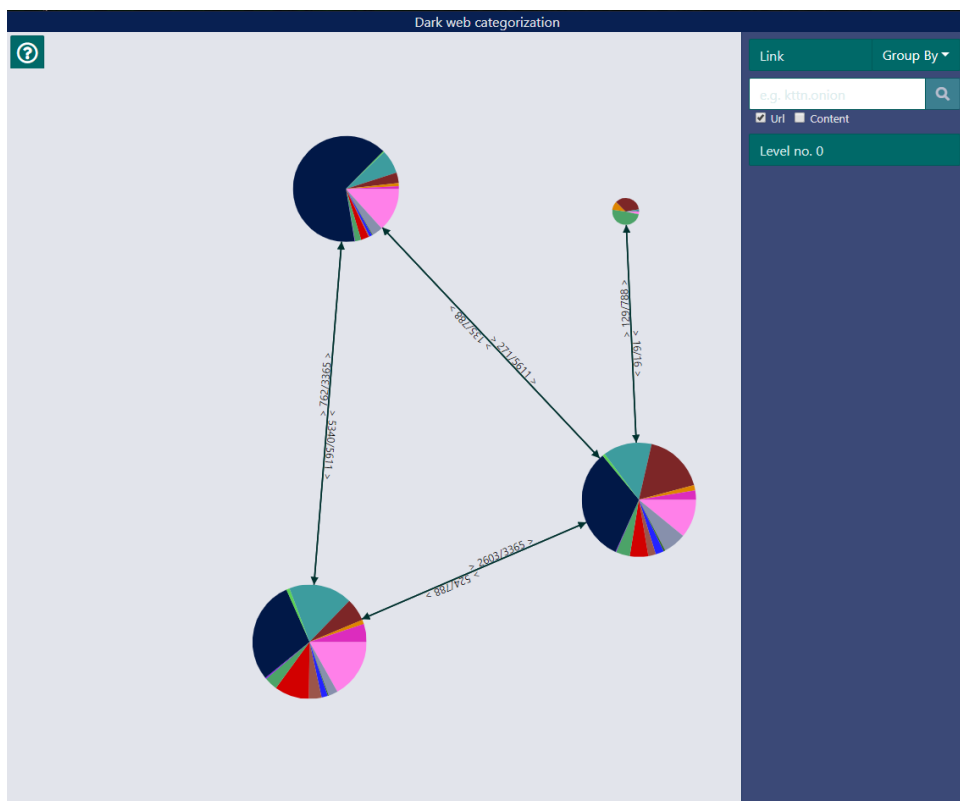 Dark web categorization
?
Link
Group By
e.g. kttn.onion
Url
Content
Level no. 0
> 129/788 >
> 16/16 >
< 135/788 >
> 271/5611 >
< 762/3365 >
> 5340/5611 >
> 2603/3365 >
< 524/788 >